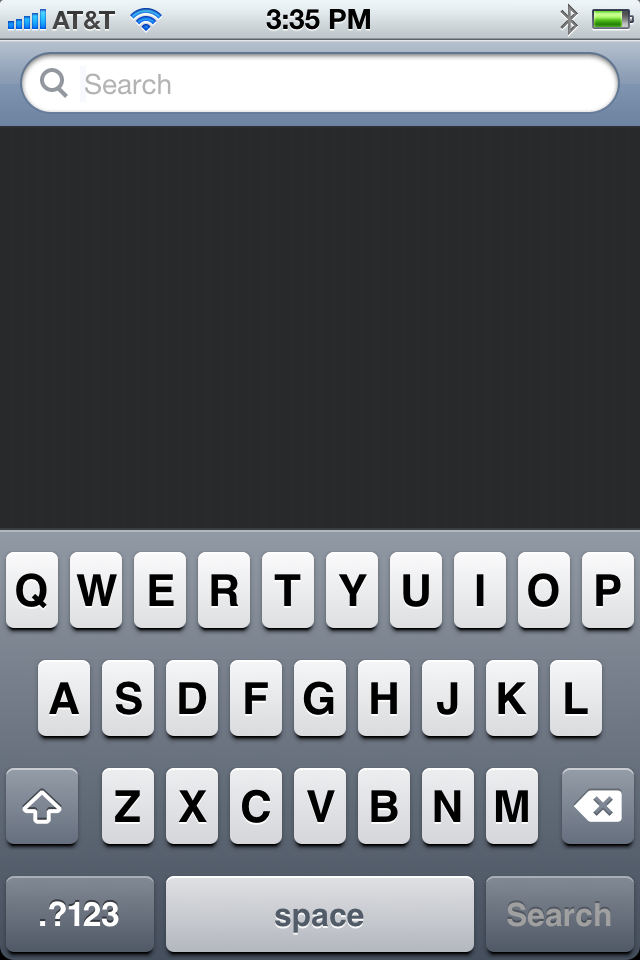 AT&T 3:35 PM
Search
Q W E R T Y U I O P
A S D F G H J K L
Z X C V B N M
.?123 space Search